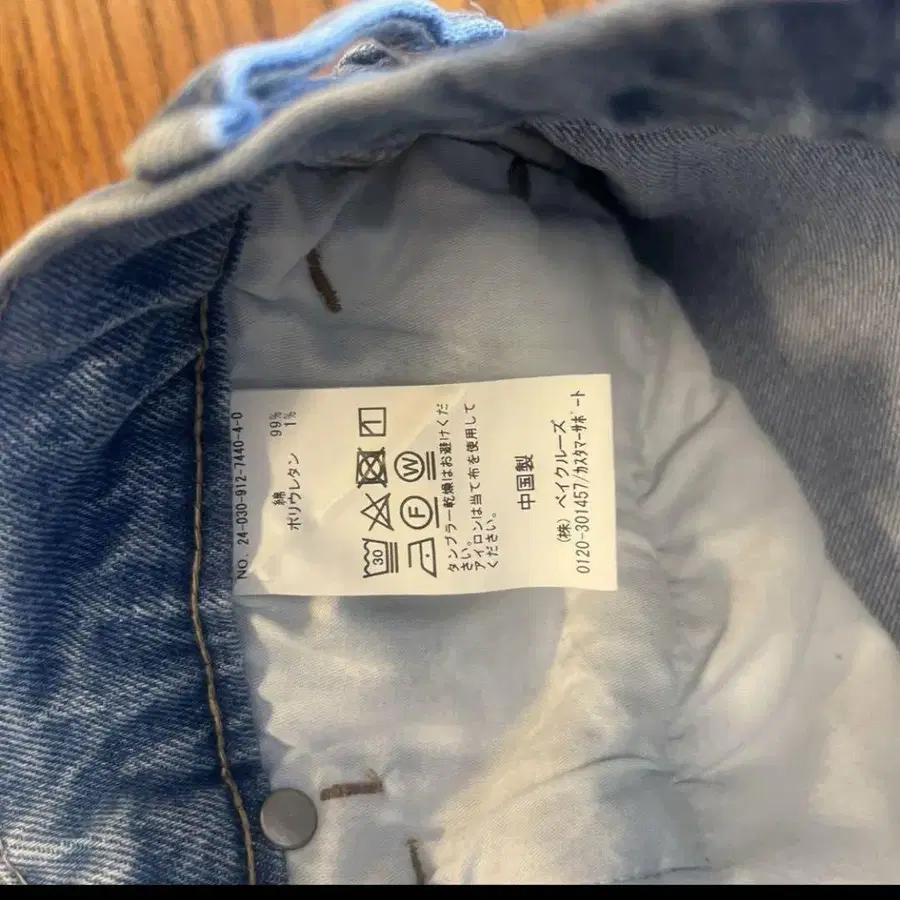 NO. 24-030-912-7440-4-0
綿 99%
ポリウレタン 1%
30
F W
タンブラー乾燥はお避けくだ
さい。
アイロンは当て布を使用して
ください。
中国製
(株) ベイクルーズ
0120-301457/カスタマーサポート